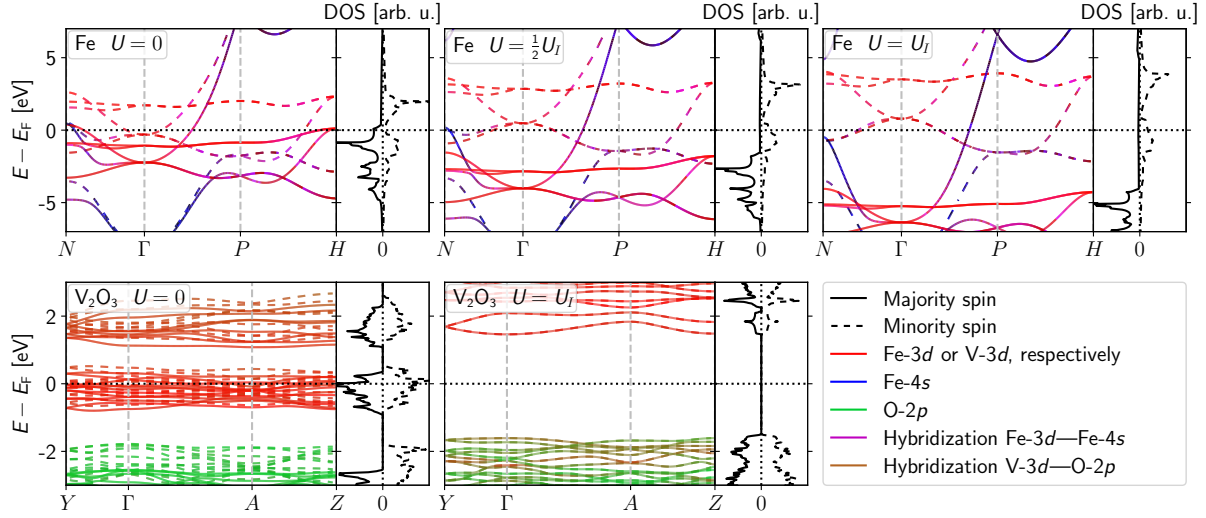 DOS [arb. u.] DOS [arb. u.] DOS [arb. u.]
Fe U = 0
Fe U = ½U_I
Fe U = U_I
E − E_F [eV]
5
0
-5
N Γ P H 0
N Γ P H 0
N Γ P H 0
V₂O₃ U = 0
V₂O₃ U = U_I
E − E_F [eV]
2
0
-2
Y Γ A Z 0
Y Γ A Z 0
Majority spin
Minority spin
Fe-3d or V-3d, respectively
Fe-4s
O-2p
Hybridization Fe-3d—Fe-4s
Hybridization V-3d—O-2p